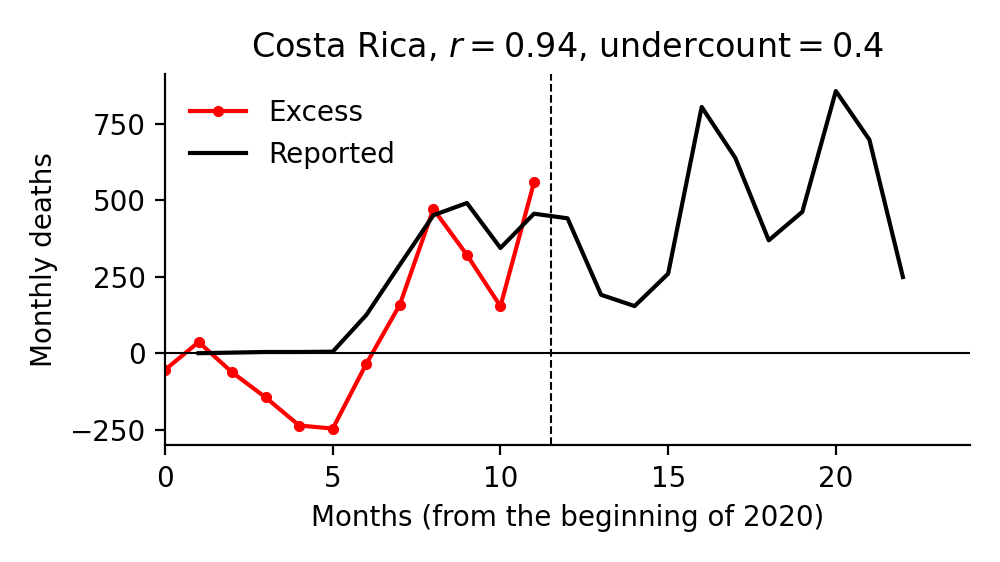 Costa Rica, r = 0.94, undercount = 0.4
Excess
Reported
Monthly deaths
750
500
250
0
−250
0 5 10 15 20
Months (from the beginning of 2020)